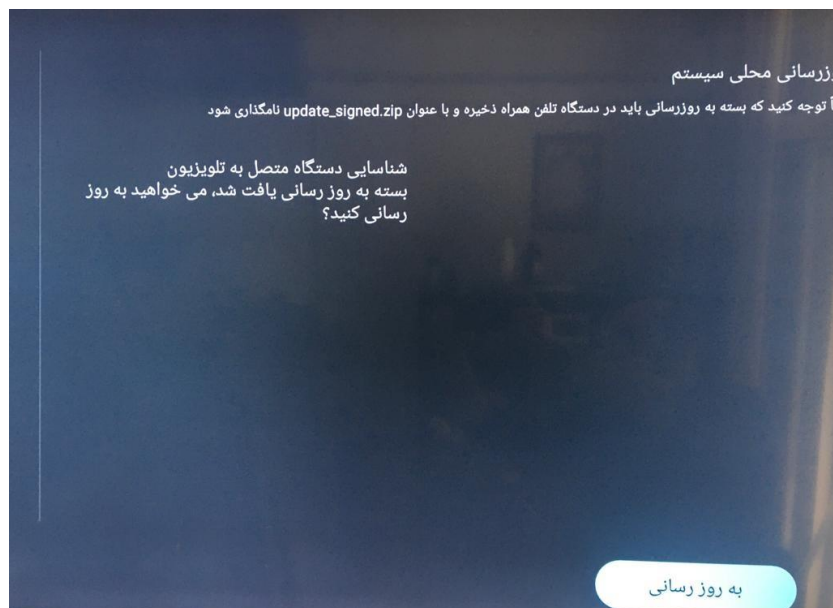 محلی سیستم
توجه کنید که بسته به روزرسانی باید در دستگاه تلفن همراه ذخیره و با عنوان update_signed.zip نامگذاری شود
شناسایی دستگاه متصل به تلویزیون
بسته به روز رسانی یافت شد، می خواهید به روز
رسانی کنید؟
به روز رسانی